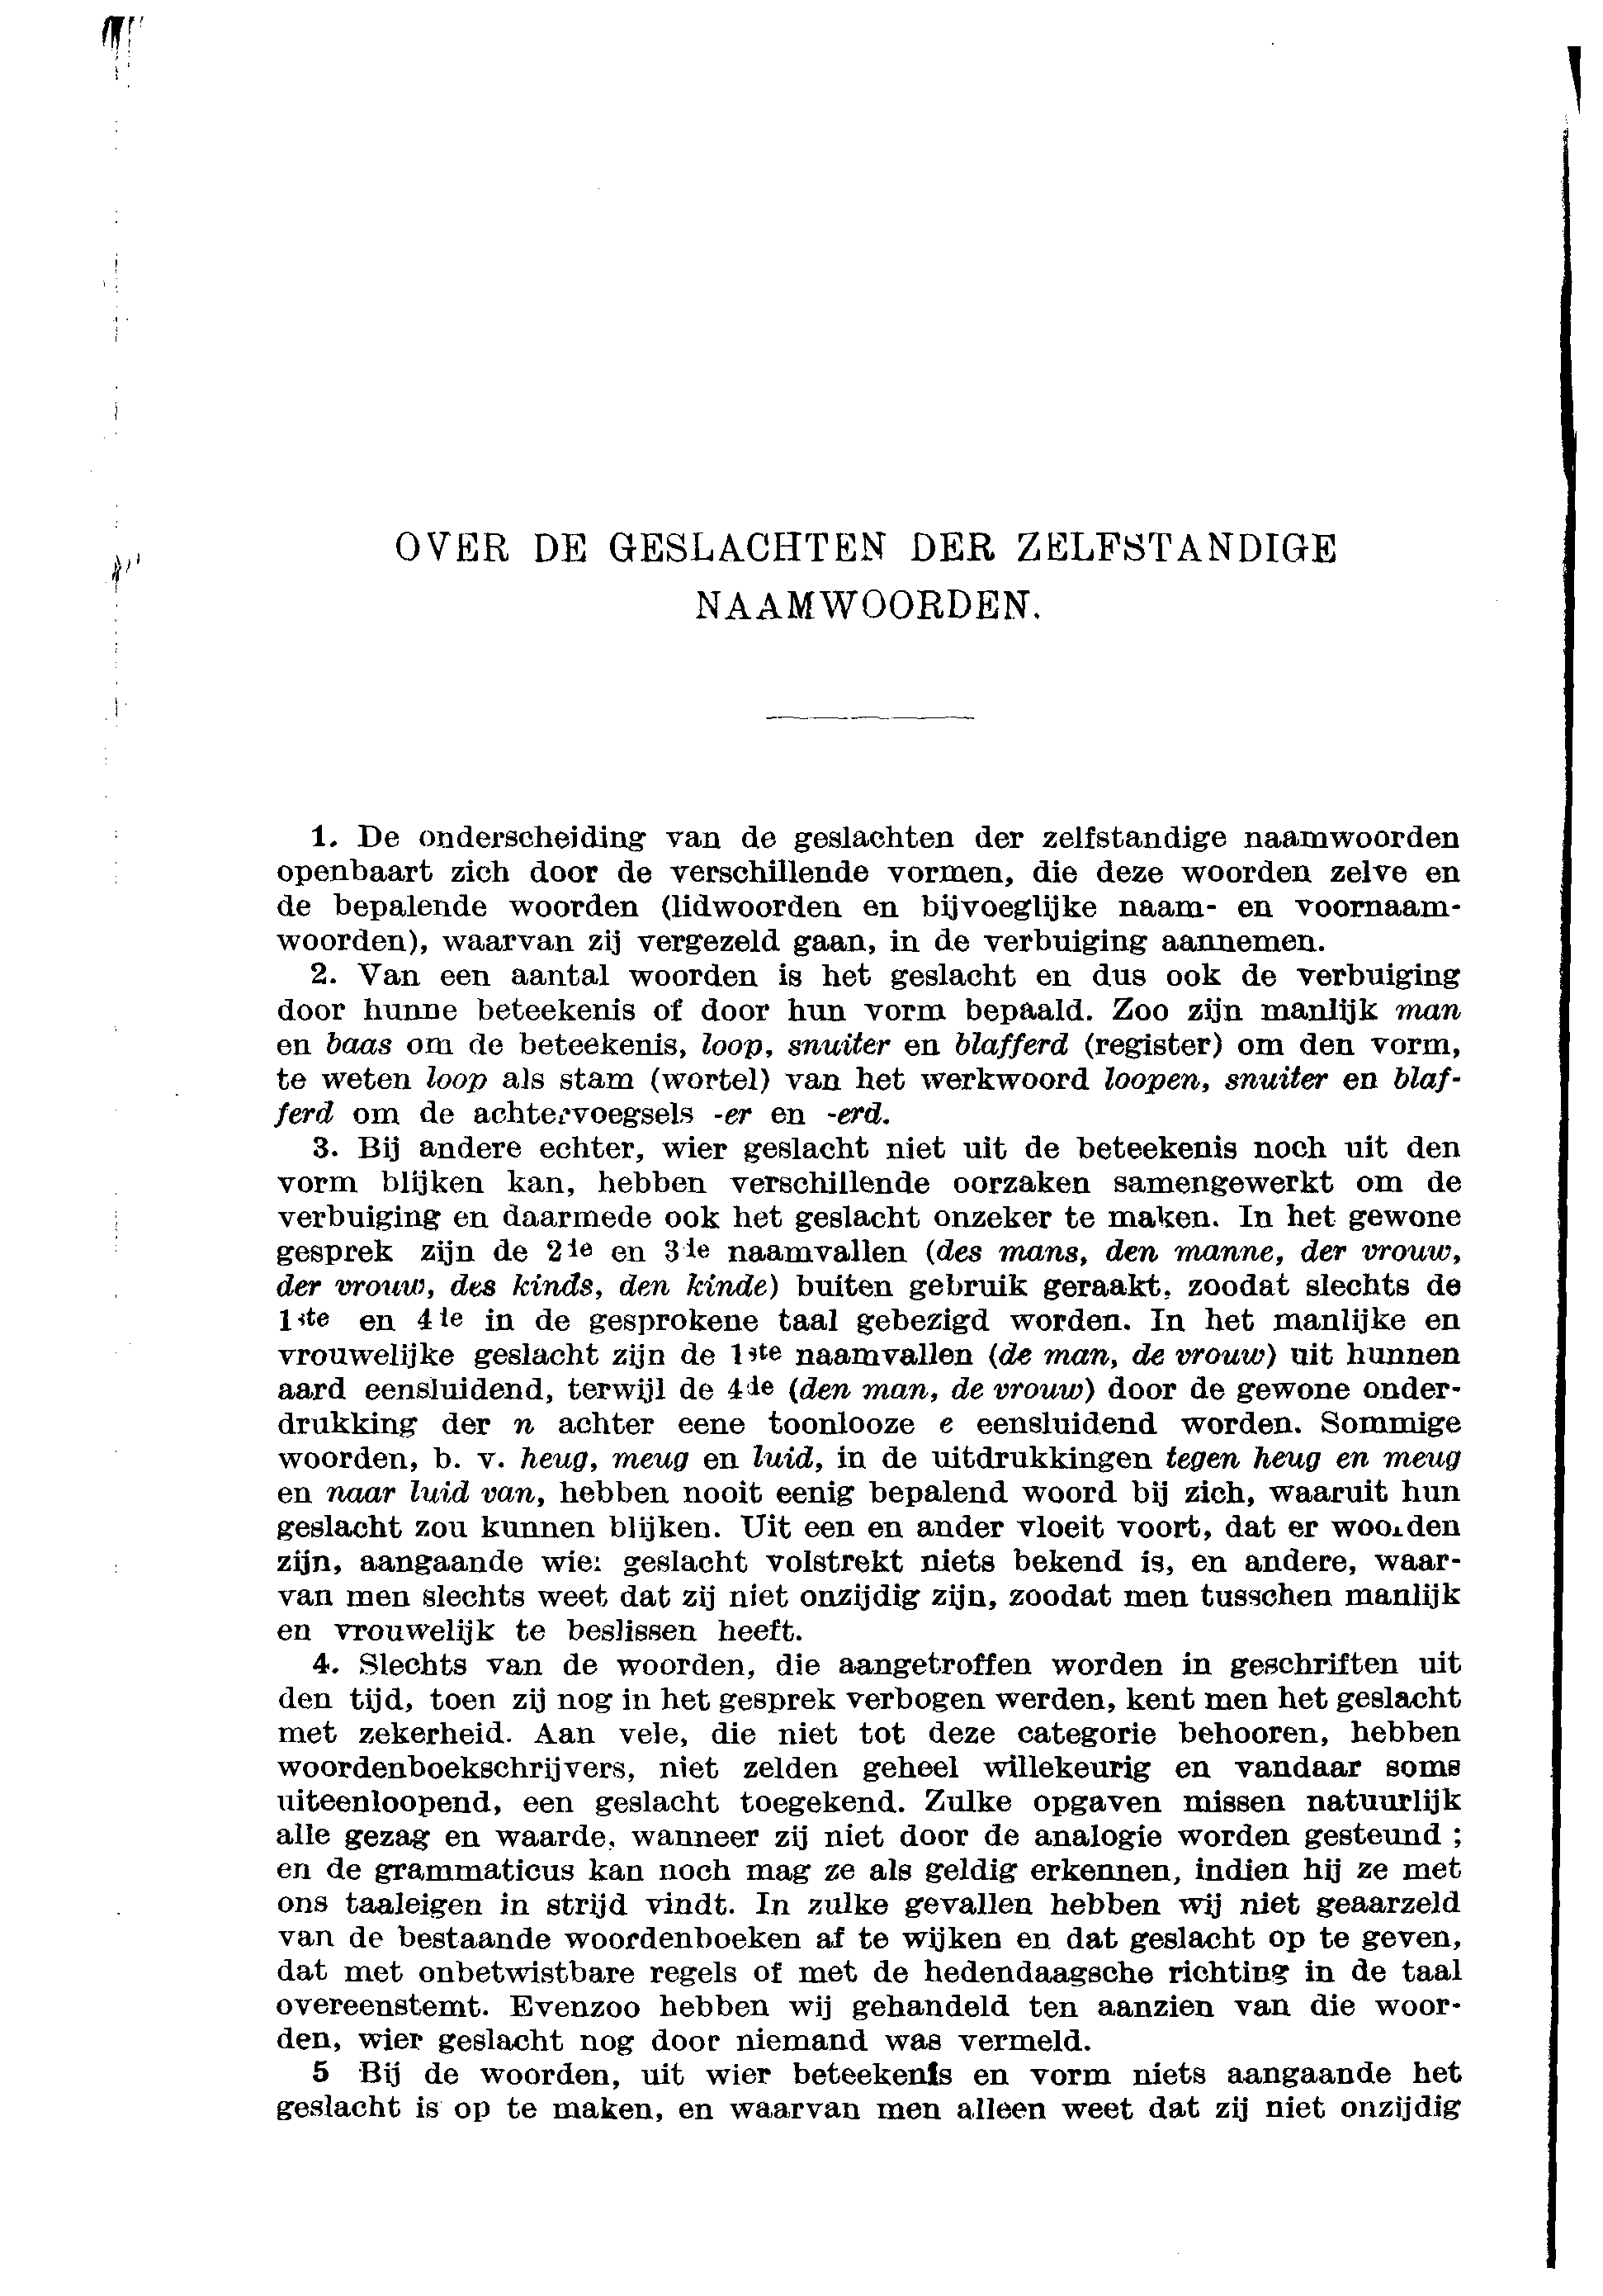 OVER DE GESLACHTEN DER ZELFSTANDIGE
NAAMWOORDEN.
1. De onderscheiding van de geslachten der zelfstandige naamwoorden
openbaart zich door de verschillende vormen, die deze woorden zelve en
de bepalende woorden (lidwoorden en bijvoeglijke naam- en voornaam-
woorden), waarvan zij vergezeld gaan, in de verbuiging aannemen.
2. Van een aantal woorden is het geslacht en dus ook de verbuiging
door hunne beteekenis of door hun vorm bepaald. Zoo zijn manlijk man
en baas om de beteekenis, loop, snuiter en blafferd (register) om den vorm,
te weten loop als stam (wortel) van het werkwoord loopen, snuiter en blaf-
ferd om de achtervoegsels -er en -erd.
3. Bij andere echter, wier geslacht niet uit de beteekenis noch uit den
vorm blijken kan, hebben verschillende oorzaken samengewerkt om de
verbuiging en daarmede ook het geslacht onzeker te maken. In het gewone
gesprek zijn de 2de en 3de naamvallen (des mans, den manne, der vrouw,
der vrouw, des kinds, den kinde) buiten gebruik geraakt, zoodat slechts de
1ste en 4de in de gesprokene taal gebezigd worden. In het manlijke en
vrouwelijke geslacht zijn de 1ste naamvallen (de man, de vrouw) uit hunnen
aard eensluidend, terwijl de 4de (den man, de vrouw) door de gewone onder-
drukking der n achter eene toonlooze e eensluidend worden. Sommige
woorden, b. v. heug, meug en luid, in de uitdrukkingen tegen heug en meug
en naar luid van, hebben nooit eenig bepalend woord bij zich, waaruit hun
geslacht zou kunnen blijken. Uit een en ander vloeit voort, dat er woorden
zijn, aangaande wier geslacht volstrekt niets bekend is, en andere, waar-
van men slechts weet dat zij niet onzijdig zijn, zoodat men tusschen manlijk
en vrouwelijk te beslissen heeft.
4. Slechts van de woorden, die aangetroffen worden in geschriften uit
den tijd, toen zij nog in het gesprek verbogen werden, kent men het geslacht
met zekerheid. Aan vele, die niet tot deze categorie behooren, hebben
woordenboekschrijvers, niet zelden geheel willekeurig en vandaar soms
uiteenloopend, een geslacht toegekend. Zulke opgaven missen natuurlijk
alle gezag en waarde, wanneer zij niet door de analogie worden gesteund ;
en de grammaticus kan noch mag ze als geldig erkennen, indien hij ze met
ons taaleigen in strijd vindt. In zulke gevallen hebben wij niet geaarzeld
van de bestaande woordenboeken af te wijken en dat geslacht op te geven,
dat met onbetwistbare regels of met de hedendaagsche richting in de taal
overeenstemt. Evenzoo hebben wij gehandeld ten aanzien van die woor-
den, wier geslacht nog door niemand was vermeld.
5 Bij de woorden, uit wier beteekenis en vorm niets aangaande het
geslacht is op te maken, en waarvan men alleen weet dat zij niet onzijdig